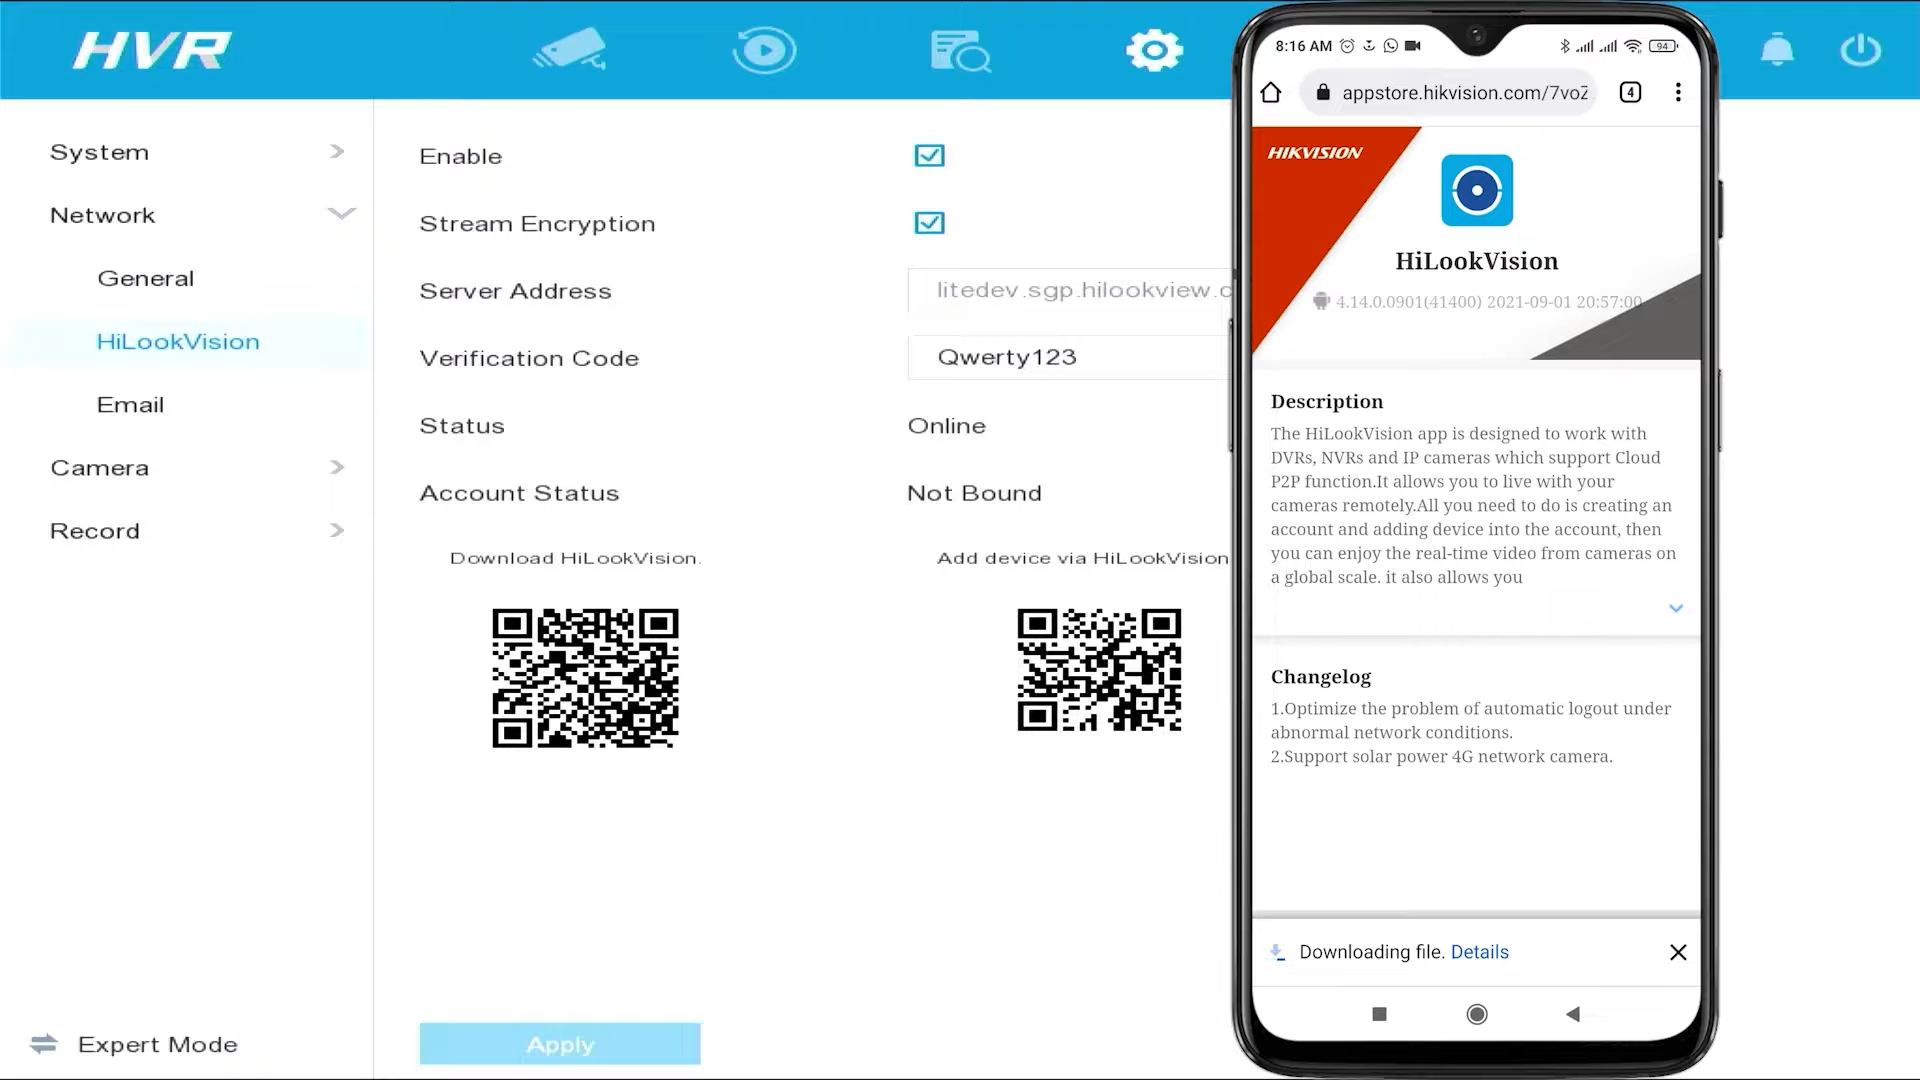 HVR
System
Network
General
HiLookVision
Email
Camera
Record
Expert Mode
Enable
Stream Encryption
Server Address
litedev.sgp.hilookview.c
Verification Code
Qwerty123
Status
Online
Account Status
Not Bound
Download HiLookVision.
Add device via HiLookVision
Apply
8:16 AM
94
appstore.hikvision.com/7voZ
4
HIKVISION
HiLookVision
4.14.0.0901(41400) 2021-09-01 20:57:00
Description
The HiLookVision app is designed to work with
DVRs, NVRs and IP cameras which support Cloud
P2P function.It allows you to live with your
cameras remotely.All you need to do is creating an
account and adding device into the account, then
you can enjoy the real-time video from cameras on
a global scale. it also allows you
Changelog
1.Optimize the problem of automatic logout under
abnormal network conditions.
2.Support solar power 4G network camera.
Downloading file. Details